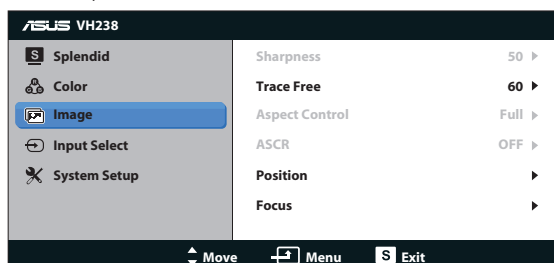 ASUS VH238
S Splendid
Color
Image
Input Select
System Setup
Sharpness 50
Trace Free 60
Aspect Control Full
ASCR OFF
Position
Focus
Move Menu S Exit